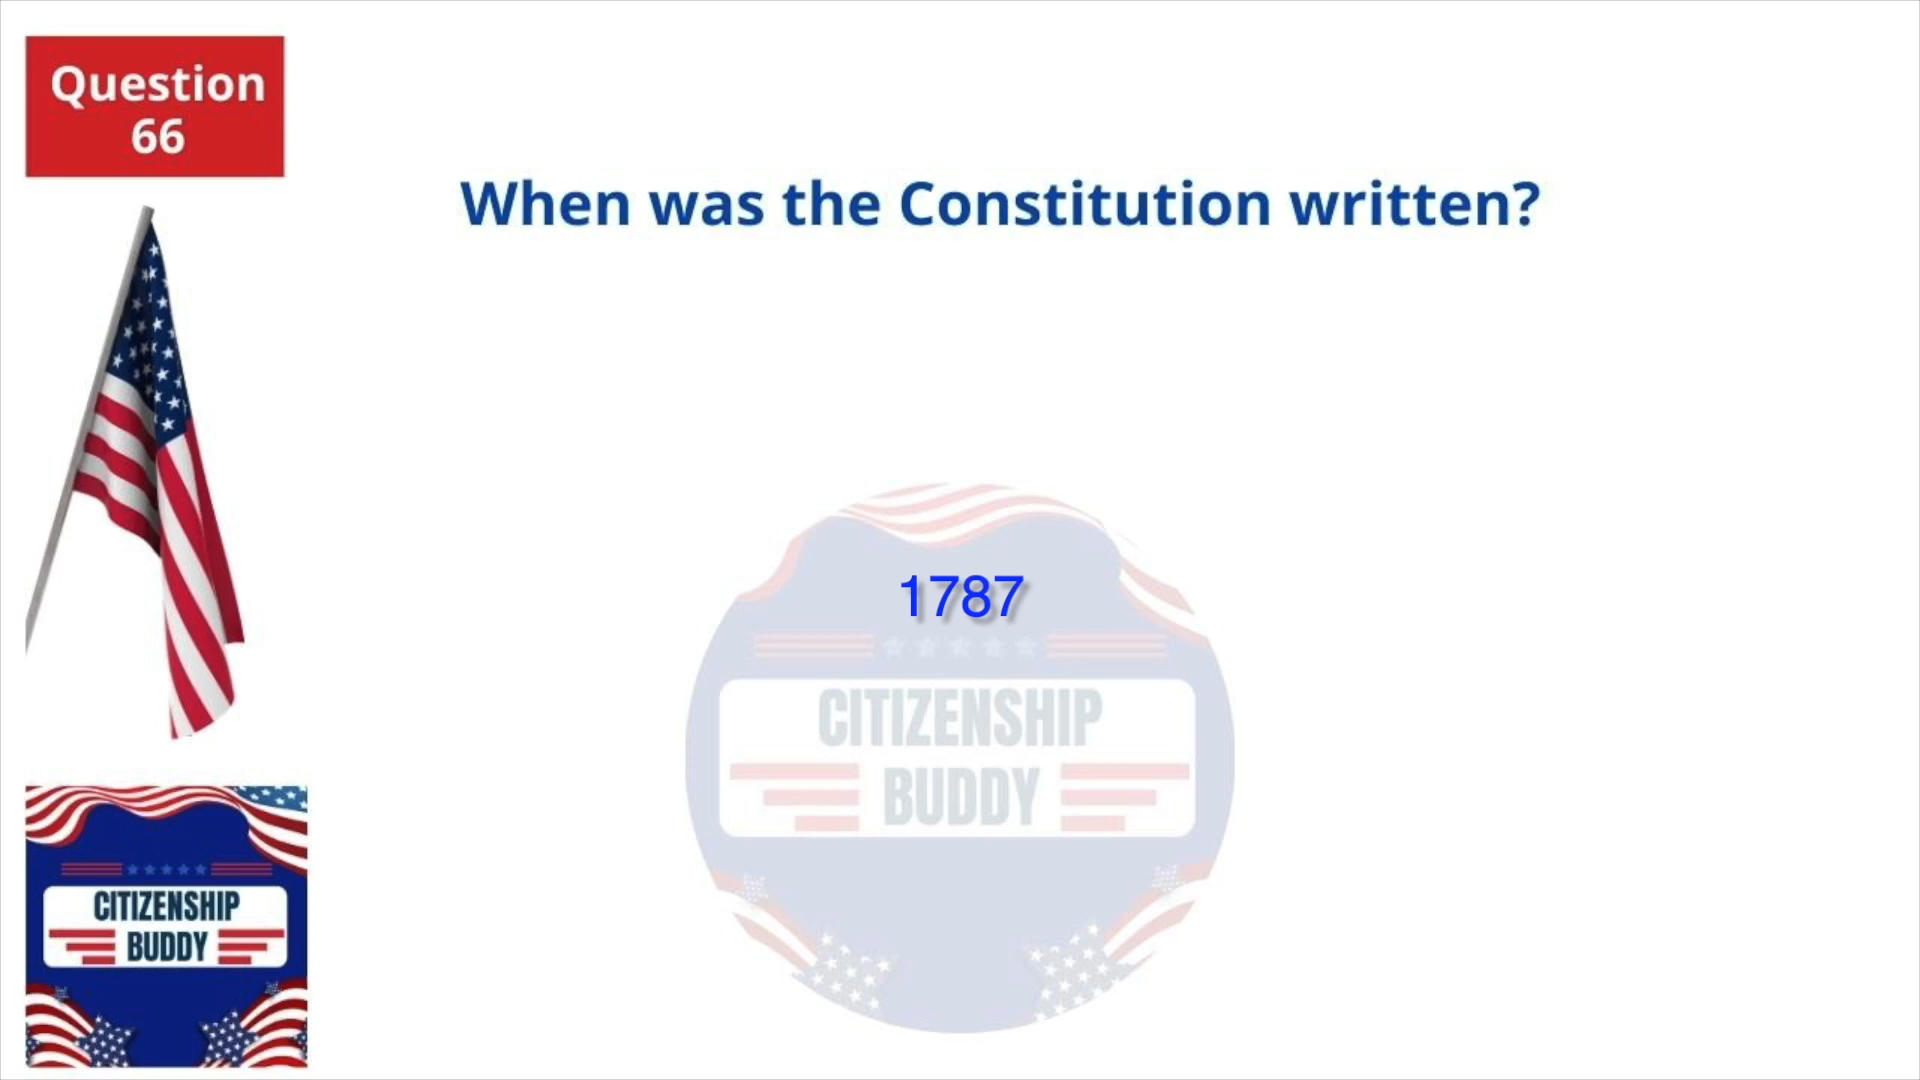 Question
66
When was the Constitution written?
1787
CITIZENSHIP
BUDDY
CITIZENSHIP
BUDDY